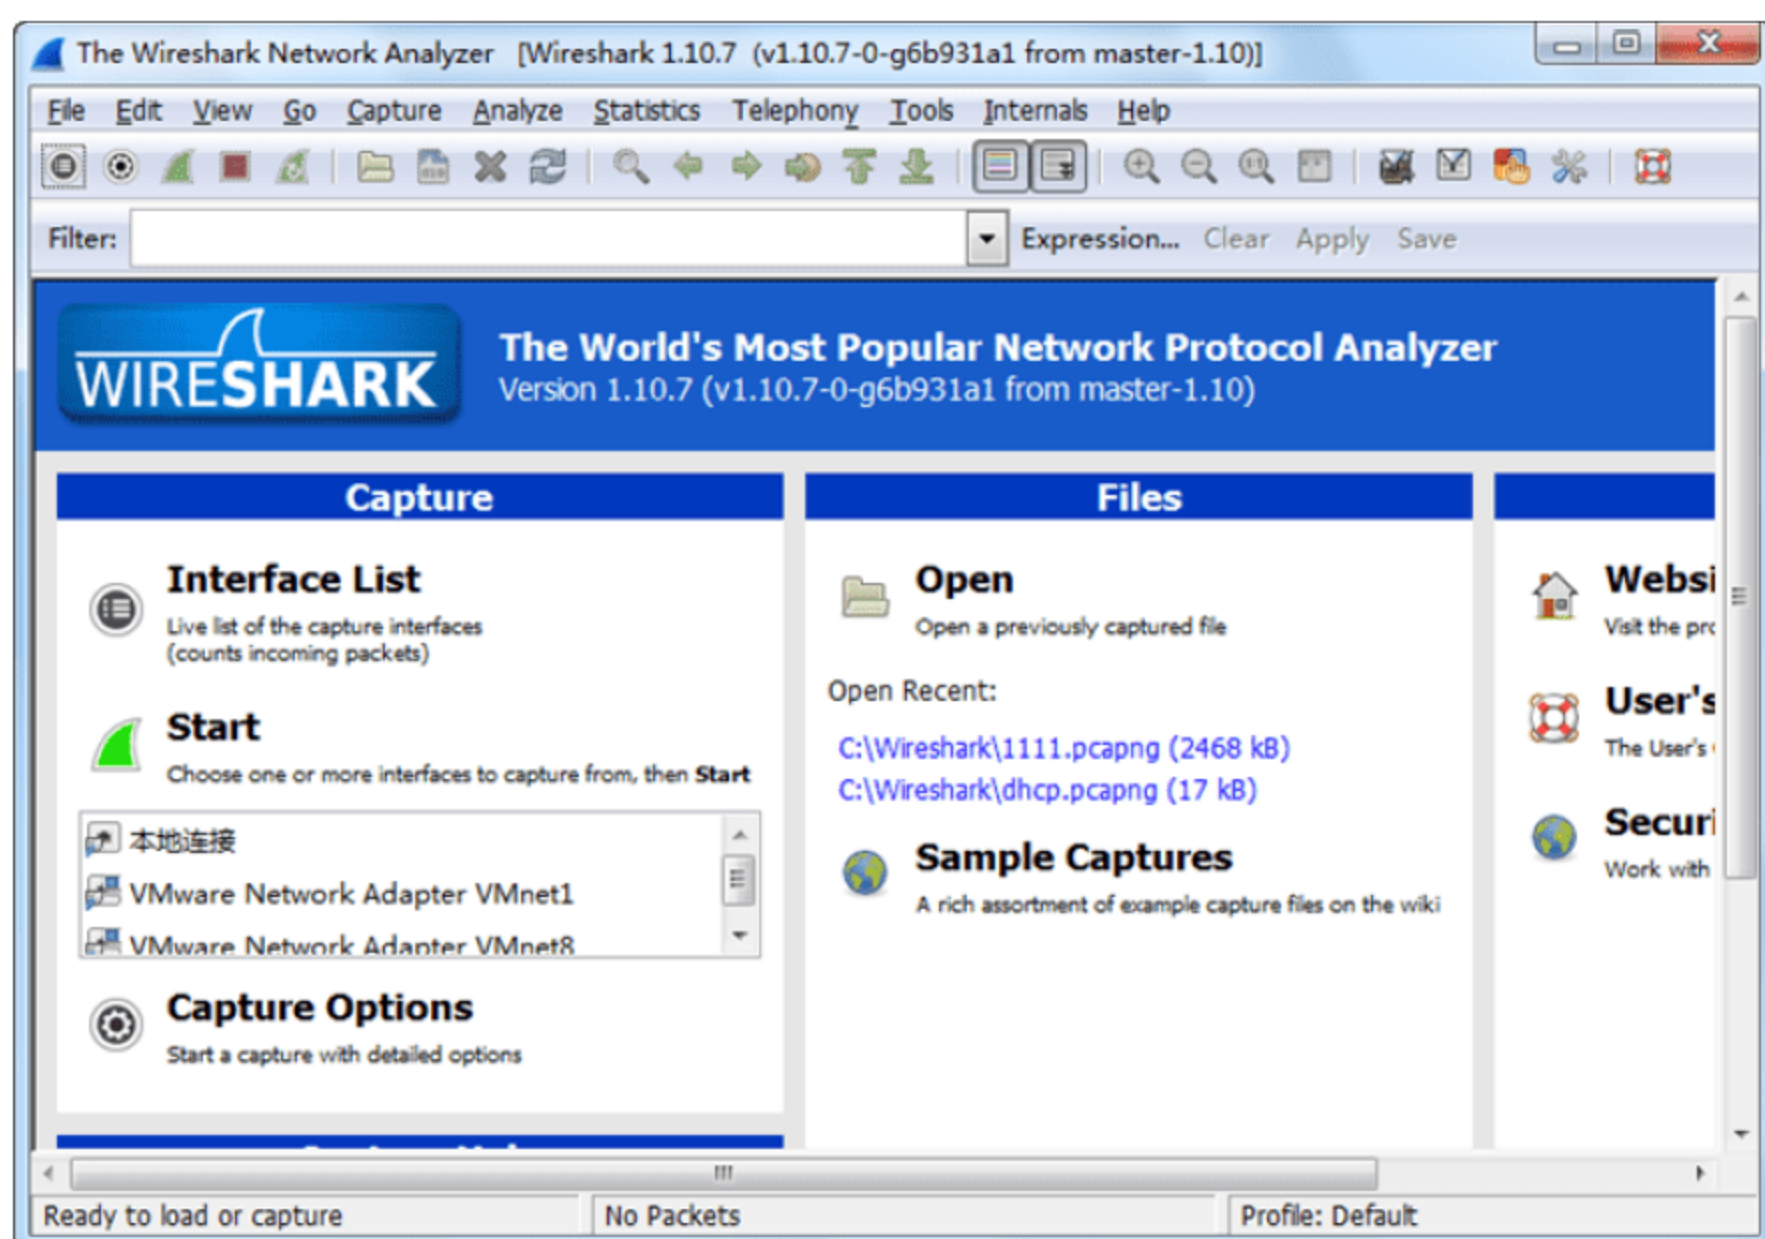 The Wireshark Network Analyzer [Wireshark 1.10.7 (v1.10.7-0-g6b931a1 from master-1.10)]
File Edit View Go Capture Analyze Statistics Telephony Tools Internals Help
Filter: Expression... Clear Apply Save
WIRESHARK
The World's Most Popular Network Protocol Analyzer
Version 1.10.7 (v1.10.7-0-g6b931a1 from master-1.10)
Capture
Interface List
Live list of the capture interfaces
(counts incoming packets)
Start
Choose one or more interfaces to capture from, then Start
本地连接
VMware Network Adapter VMnet1
VMware Network Adapter VMnet8
Capture Options
Start a capture with detailed options
Files
Open
Open a previously captured file
Open Recent:
C:\Wireshark\1111.pcapng (2468 kB)
C:\Wireshark\dhcp.pcapng (17 kB)
Sample Captures
A rich assortment of example capture files on the wiki
Websi
Visit the pro
User's
The User's
Securi
Work with
Ready to load or capture
No Packets
Profile: Default